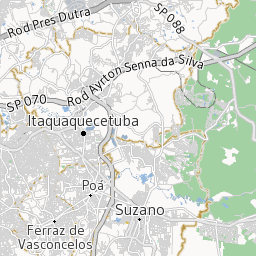 Rod Pres Dutra
SP 088
Rod Ayrton Senna da Silva
SP 070
Itaquaquecetuba
Poá
Suzano
Ferraz de
Vasconcelos